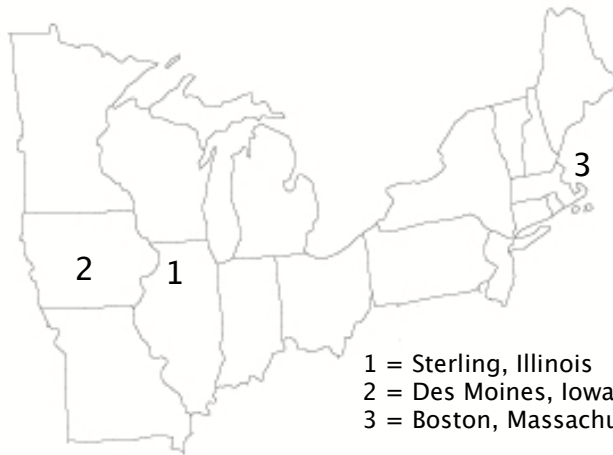 3
2
1
1 = Sterling, Illinois
2 = Des Moines, Iowa
3 = Boston, Massachu